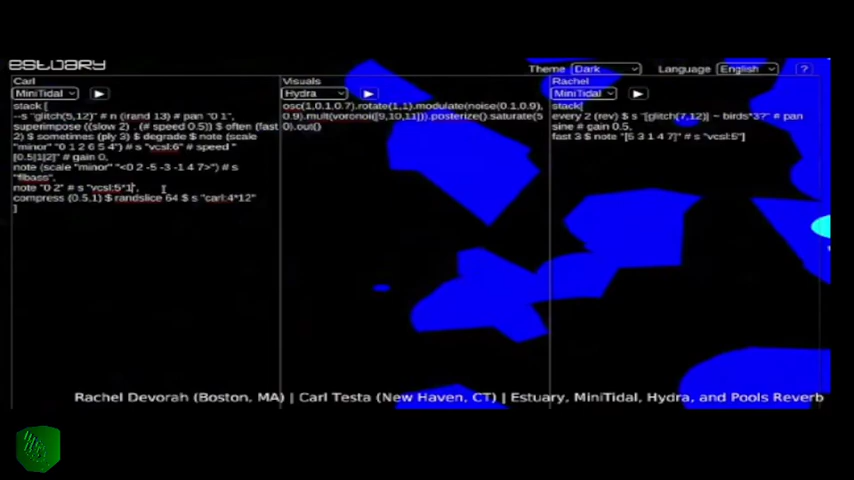 estuary
Theme Dark Language English ?
Carl
MiniTidal
stack [
--s "glitch(5,12)" # n (irand 13) # pan "0 1",
superimpose ((slow 2) . (# speed 0.5)) $ often (fast
2) $ sometimes (ply 3) $ degrade $ note (scale
"minor" "0 1 2 6 5 4") # s "vcsl:6" # speed "
[0.5|1|2]" # gain 0,
note (scale "minor" "<0 2 -5 -3 -1 4 7>") # s
"flbass",
note "0 2" # s "vcsl:5*1",
compress (0.5,1) $ randslice 64 $ s "carl:4*12"
]
Visuals
Hydra
osc(1,0.1,0.7).rotate(1,1).modulate(noise(0.1,0.9),
0.9).mult(voronoi([9,10,11])).posterize().saturate(5
0).out()
Rachel
MiniTidal
stack[
every 2 (rev) $ s "[glitch(7,12)| ~ birds*3?" # pan
sine # gain 0.5,
fast 3 $ note "[5 3 1 4 7]" # s "vcsl:5"]
Rachel Devorah (Boston, MA) | Carl Testa (New Haven, CT) | Estuary, MiniTidal, Hydra, and Pools Reverb